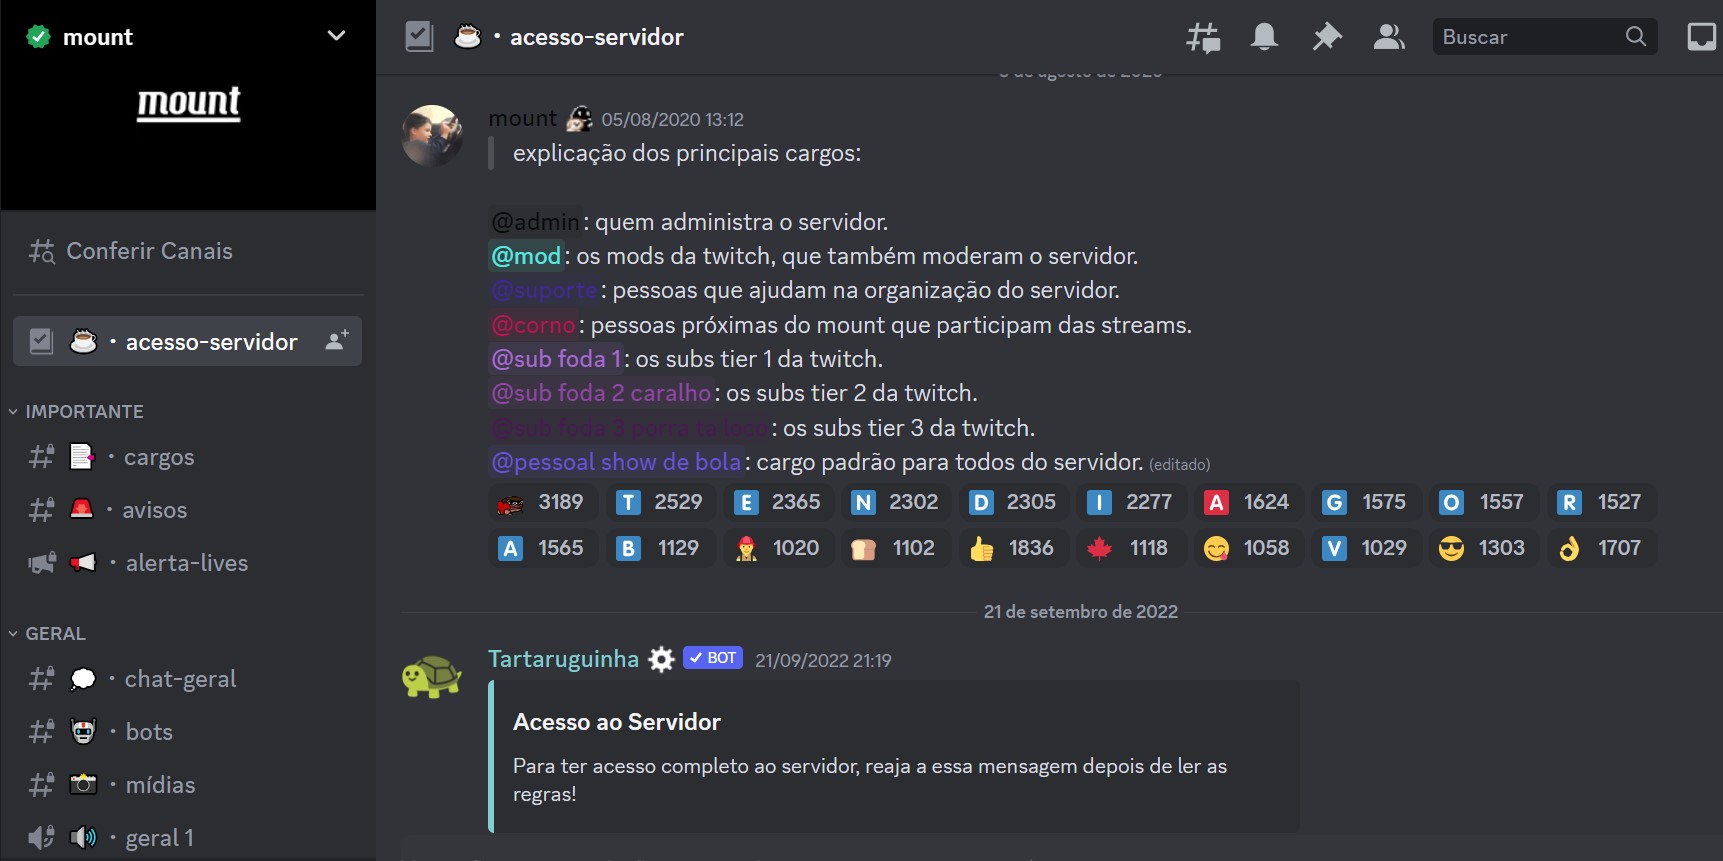 mount
mount
Conferir Canais
• acesso-servidor
IMPORTANTE
• cargos
• avisos
• alerta-lives
GERAL
• chat-geral
• bots
• mídias
• geral 1
• acesso-servidor
Buscar
mount 05/08/2020 13:12
explicação dos principais cargos:
@admin: quem administra o servidor.
@mod: os mods da twitch, que também moderam o servidor.
@suporte: pessoas que ajudam na organização do servidor.
@corno: pessoas próximas do mount que participam das streams.
@sub foda 1: os subs tier 1 da twitch.
@sub foda 2 caralho: os subs tier 2 da twitch.
@sub foda 3 porra ta loco: os subs tier 3 da twitch.
@pessoal show de bola: cargo padrão para todos do servidor. (editado)
3189 T 2529 E 2365 N 2302 D 2305 I 2277 A 1624 G 1575 O 1557 R 1527
A 1565 B 1129 1020 1102 1836 1118 1058 V 1029 1303 1707
21 de setembro de 2022
Tartaruguinha BOT 21/09/2022 21:19
Acesso ao Servidor
Para ter acesso completo ao servidor, reaja a essa mensagem depois de ler as
regras!